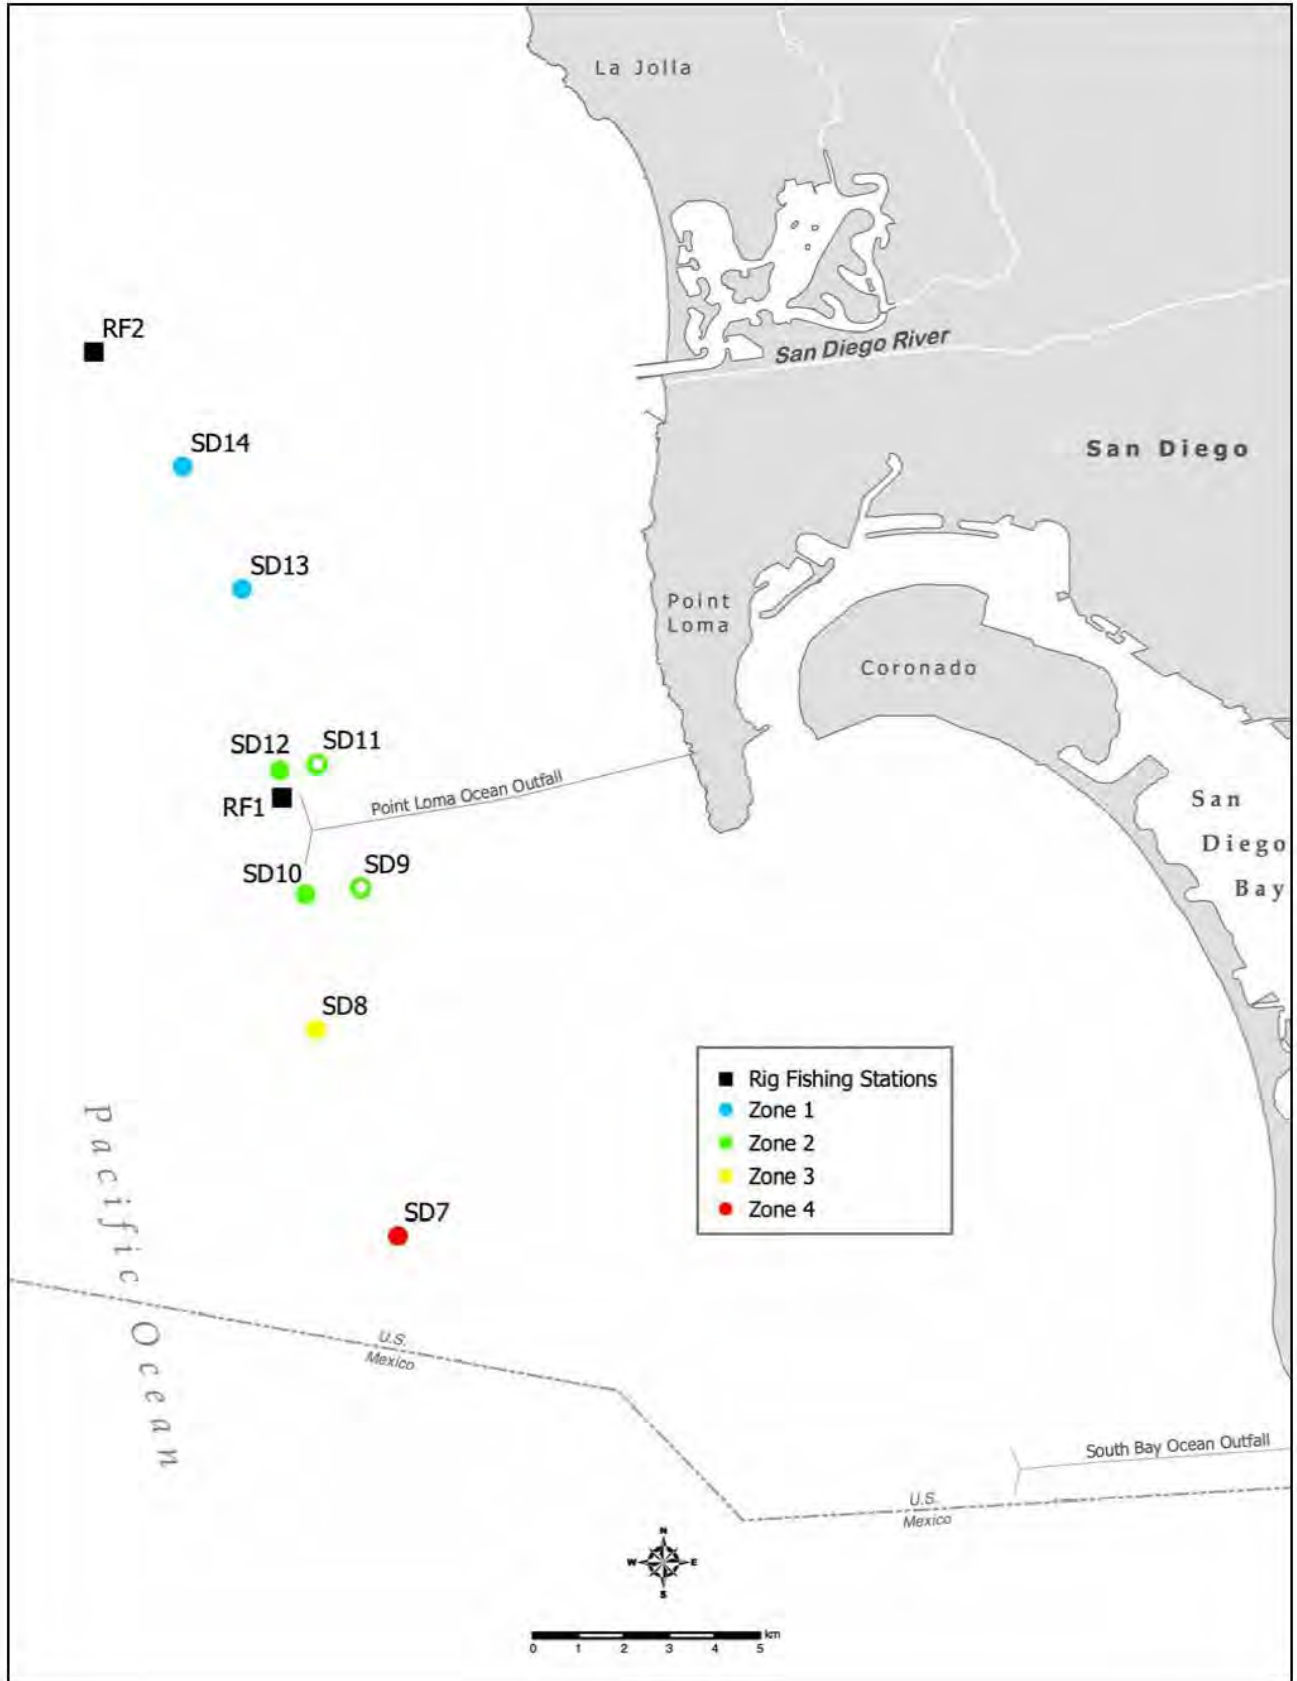 La Jolla
RF2
San Diego River
SD14
San Diego
SD13
Point
Loma
Coronado
SD12
SD11
RF1
Point Loma Ocean Outfall
San
Diego
Bay
SD10
SD9
SD8
Rig Fishing Stations
Zone 1
Zone 2
Zone 3
Zone 4
SD7
Pacific Ocean
U.S.
Mexico
South Bay Ocean Outfall
U.S.
Mexico
N
W E
S
km
0 1 2 3 4 5